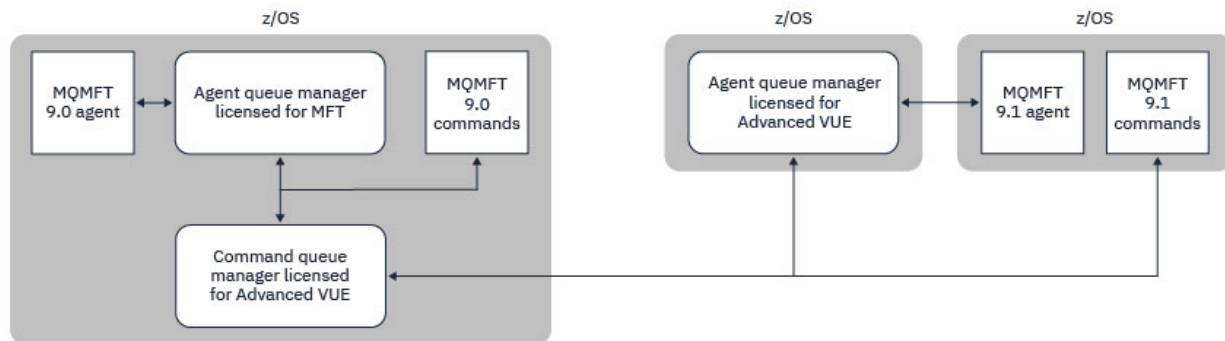 z/OS
MQMFT
9.0 agent
Agent queue manager
licensed for MFT
MQMFT
9.0
commands
Command queue
manager licensed
for Advanced VUE
z/OS
Agent queue manager
licensed for
Advanced VUE
z/OS
MQMFT
9.1 agent
MQMFT
9.1
commands